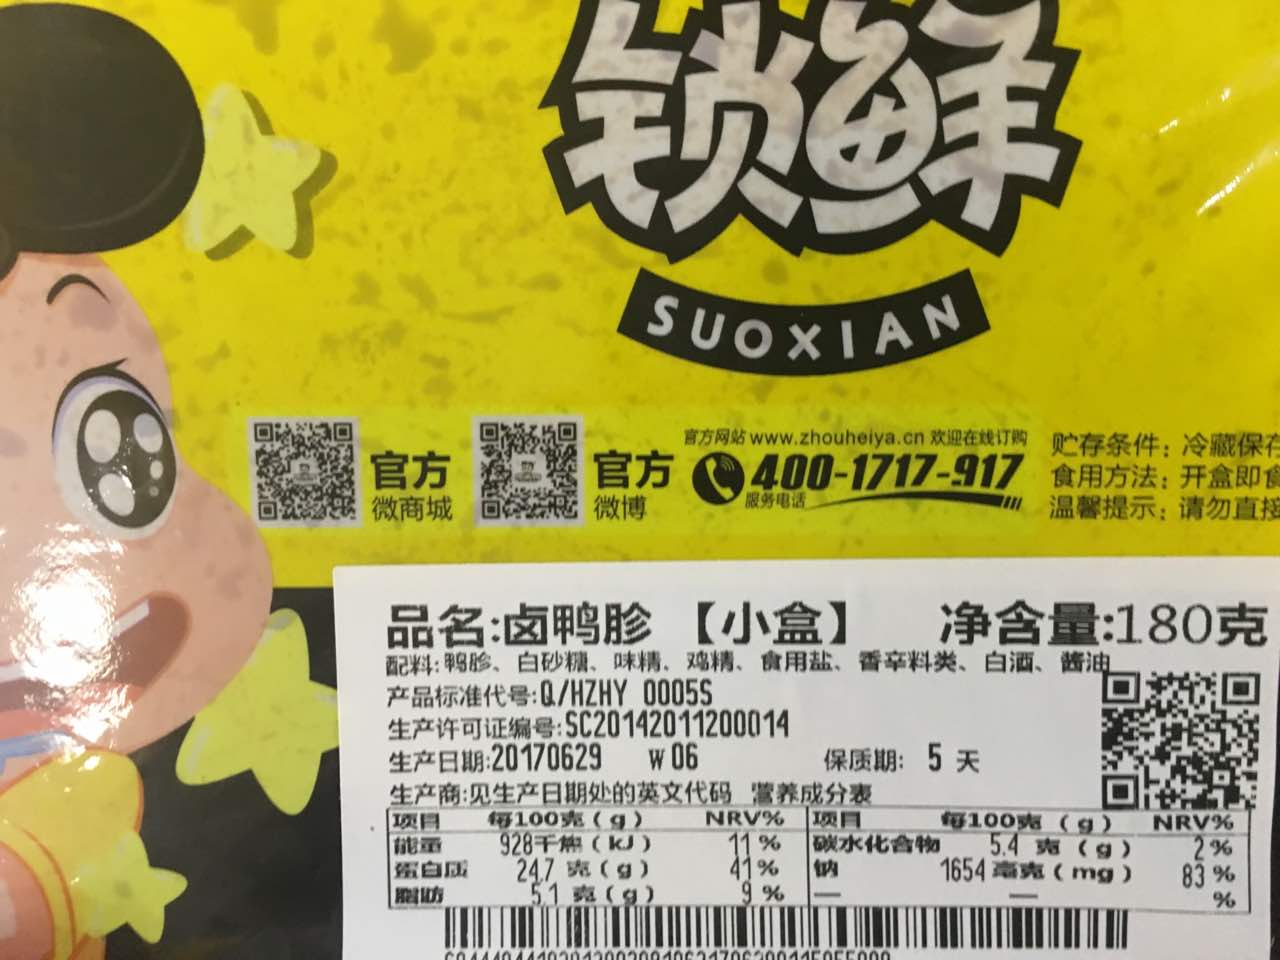 锁鲜
SUOXIAN
官方
微商城
官方
微博
官方网站 www.zhouheiya.cn 欢迎在线订购
400-1717-917
服务电话
贮存条件：冷藏保存
食用方法：开盒即食
温馨提示：请勿直接
品名:卤鸭胗 【小盒】 净含量:180克
配料:鸭胗、白砂糖、味精、鸡精、食用盐、香辛料类、白酒、酱油
产品标准代号:Q/HZHY 0005S
生产许可证编号:SC20142011200014
生产日期:20170629 W06 保质期: 5 天
生产商:见生产日期处的英文代码 营养成分表
项目 每100克(g) NRV% 项目 每100克(g) NRV%
能量 928千焦(kJ) 11% 碳水化合物 5.4 克(g) 2%
蛋白质 24.7 克(g) 41% 钠 1654毫克(mg) 83%
脂肪 5.1 克(g) 9% — — %